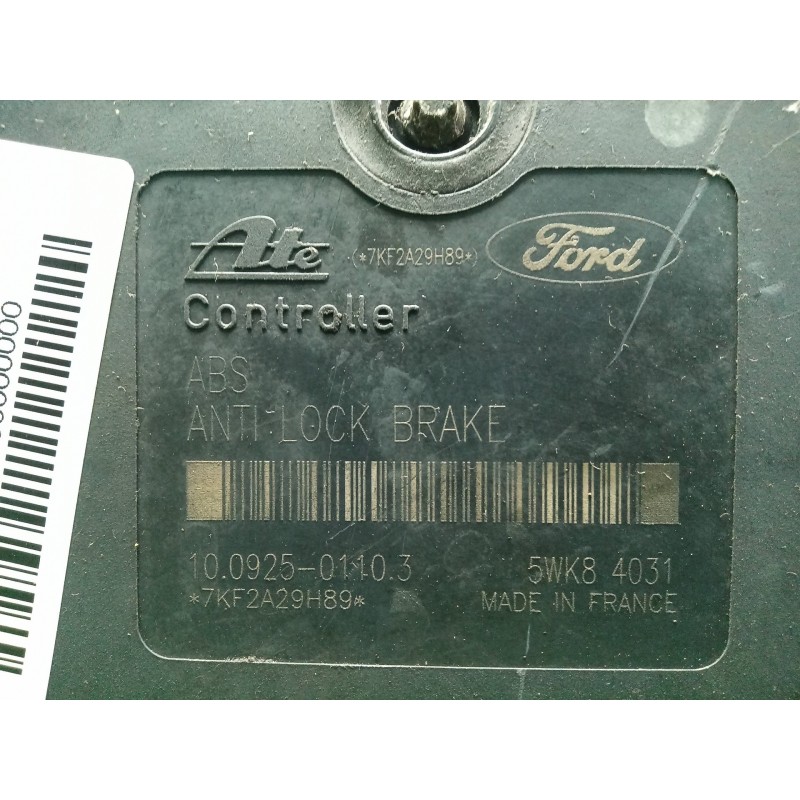 Ate (*7KF2A29H89*) Ford
Controller
ABS
ANTI LOCK BRAKE
10.0925-0110.3 5WK8 4031
*7KF2A29H89* MADE IN FRANCE